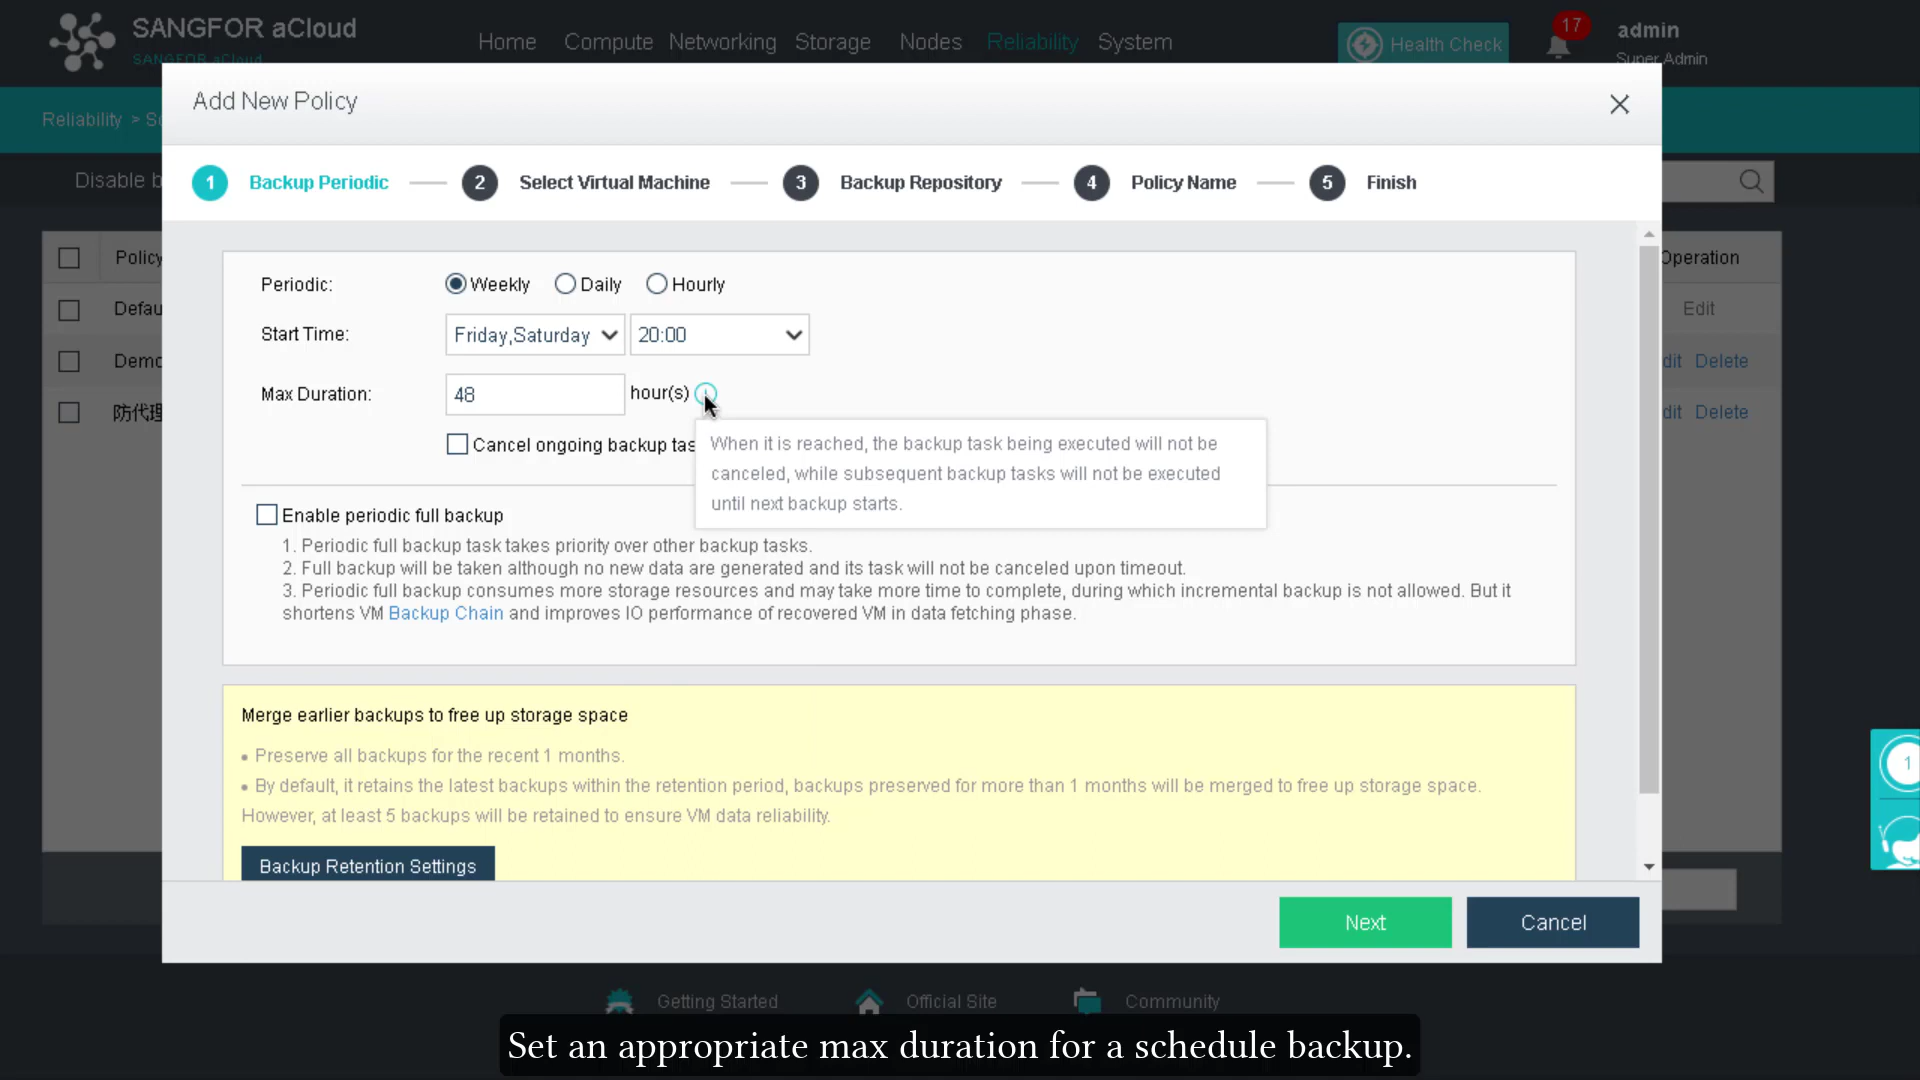 SANGFOR aCloud
SANGFOR aCloud
Home Compute Networking Storage Nodes Reliability System
Health Check
17
admin
Super Admin
Reliability >
Add New Policy
1 Backup Periodic
2 Select Virtual Machine
3 Backup Repository
4 Policy Name
5 Finish
Disable
Policy
Operation
Edit
Delete
防代理
Delete
Periodic: Weekly Daily Hourly
Start Time: Friday,Saturday 20:00
Max Duration: 48 hour(s)
Cancel ongoing backup
When it is reached, the backup task being executed will not be
canceled, while subsequent backup tasks will not be executed
until next backup starts.
Enable periodic full backup
1. Periodic full backup task takes priority over other backup tasks.
2. Full backup will be taken although no new data are generated and its task will not be canceled upon timeout.
3. Periodic full backup consumes more storage resources and may take more time to complete, during which incremental backup is not allowed. But it
shortens VM Backup Chain and improves IO performance of recovered VM in data fetching phase.
Merge earlier backups to free up storage space
• Preserve all backups for the recent 1 months.
• By default, it retains the latest backups within the retention period, backups preserved for more than 1 months will be merged to free up storage space.
However, at least 5 backups will be retained to ensure VM data reliability.
Backup Retention Settings
1
Next Cancel
Getting Started Official Site Community
Set an appropriate max duration for a schedule backup.